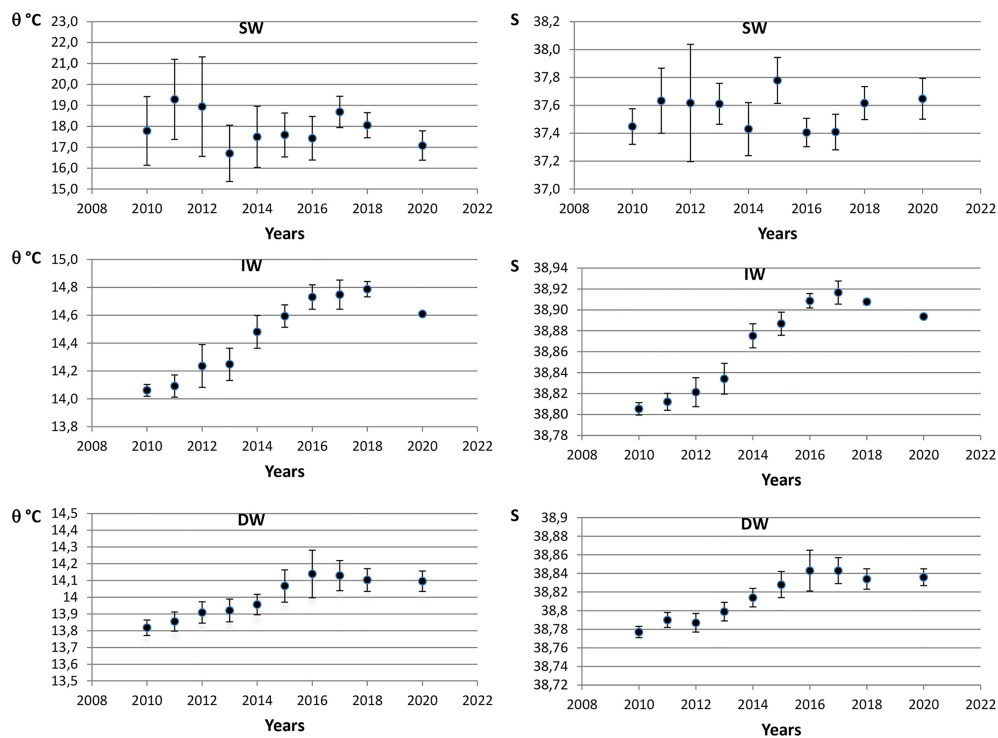 θ °C
SW
23,0
22,0
21,0
20,0
19,0
18,0
17,0
16,0
15,0
2008 2010 2012 2014 2016 2018 2020 2022
Years
S
SW
38,2
38,0
37,8
37,6
37,4
37,2
37,0
2008 2010 2012 2014 2016 2018 2020 2022
Years
θ °C
IW
15,0
14,8
14,6
14,4
14,2
14,0
13,8
2008 2010 2012 2014 2016 2018 2020 2022
Years
S
IW
38,94
38,92
38,90
38,88
38,86
38,84
38,82
38,80
38,78
2008 2010 2012 2014 2016 2018 2020 2022
Years
θ °C
DW
14,5
14,4
14,3
14,2
14,1
14
13,9
13,8
13,7
13,6
13,5
2008 2010 2012 2014 2016 2018 2020 2022
Years
S
DW
38,9
38,88
38,86
38,84
38,82
38,8
38,78
38,76
38,74
38,72
2008 2010 2012 2014 2016 2018 2020 2022
Years